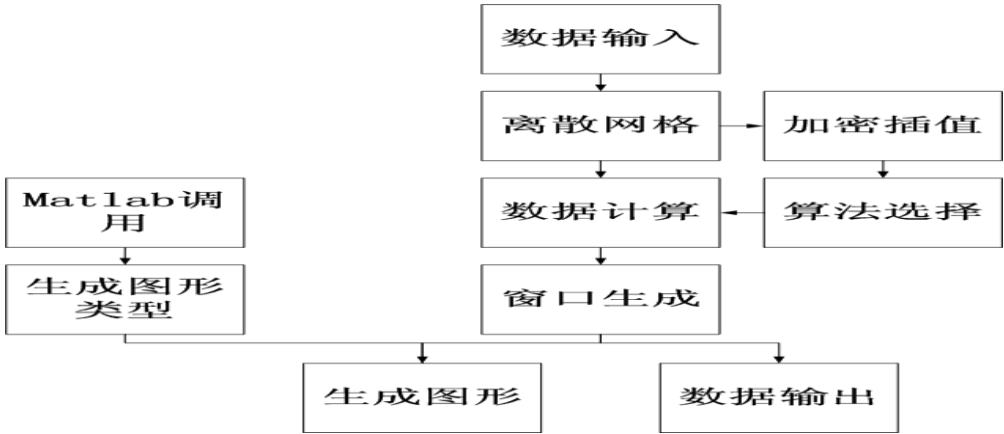 数据输入
离散网格
加密插值
Matlab调
用
数据计算
算法选择
生成图形
类型
窗口生成
生成图形
数据输出